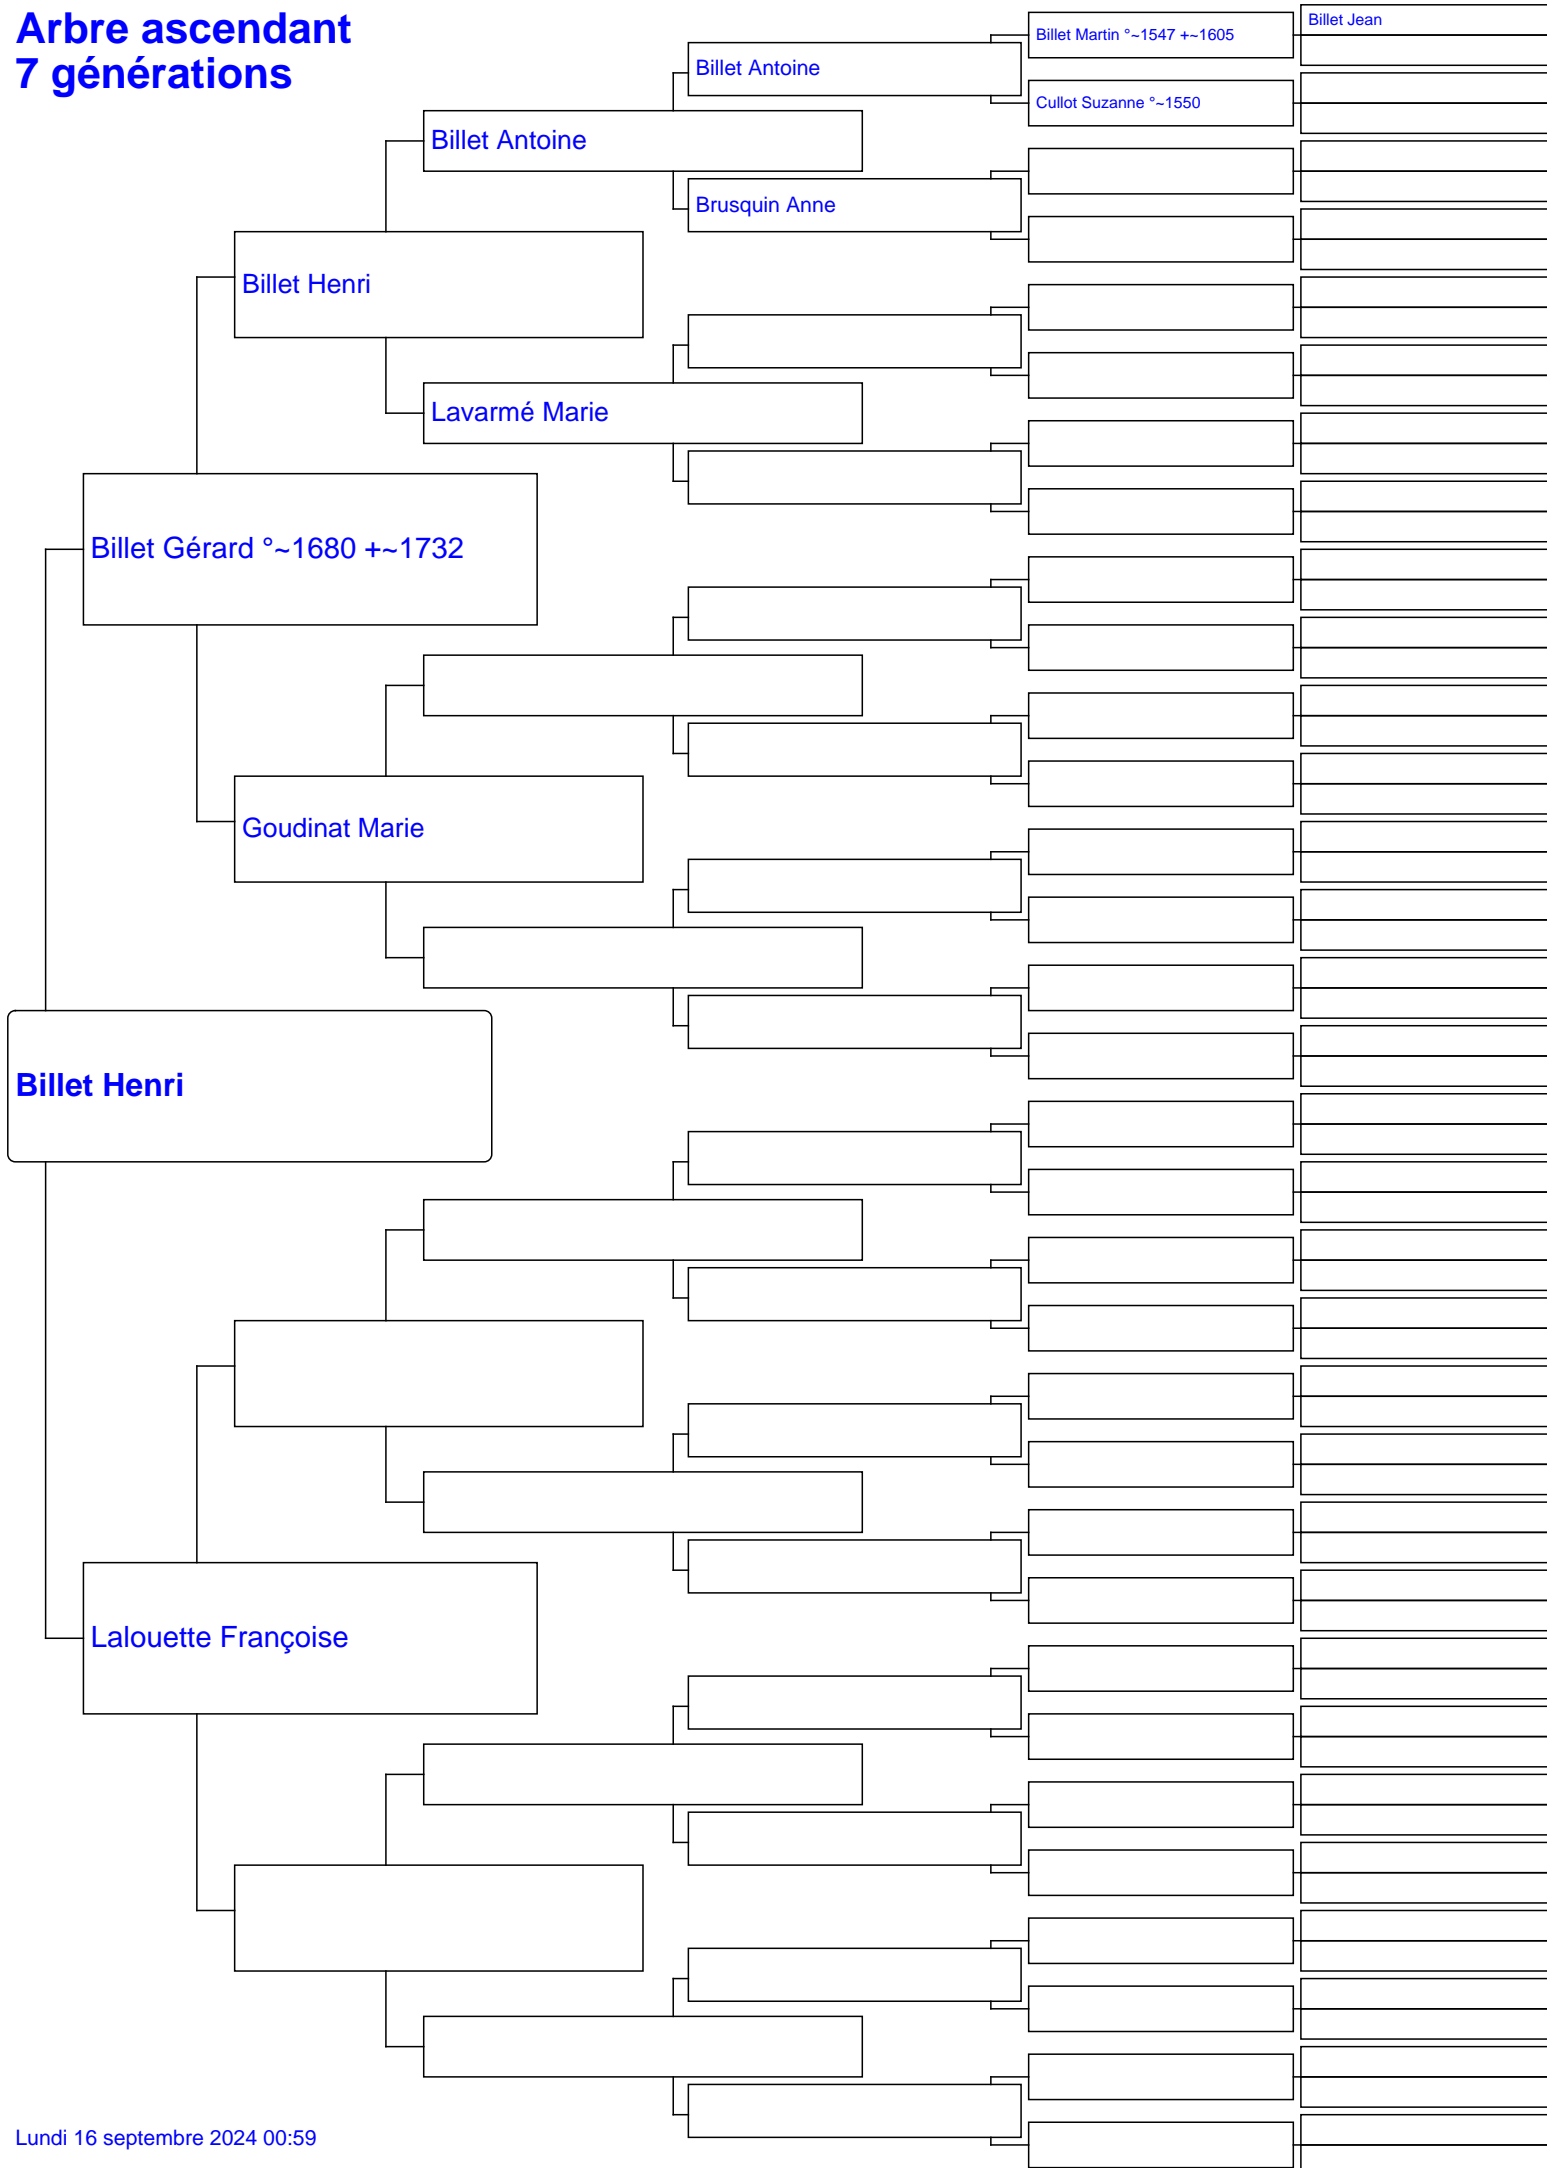 Arbre ascendant
7 générations
Billet Jean
Billet Martin °~1547 +~1605
Billet Antoine
Cullot Suzanne °~1550
Billet Antoine
Brusquin Anne
Billet Henri
Lavarmé Marie
Billet Gérard °~1680 +~1732
Goudinat Marie
Billet Henri
Lalouette Françoise
Lundi 16 septembre 2024 00:59